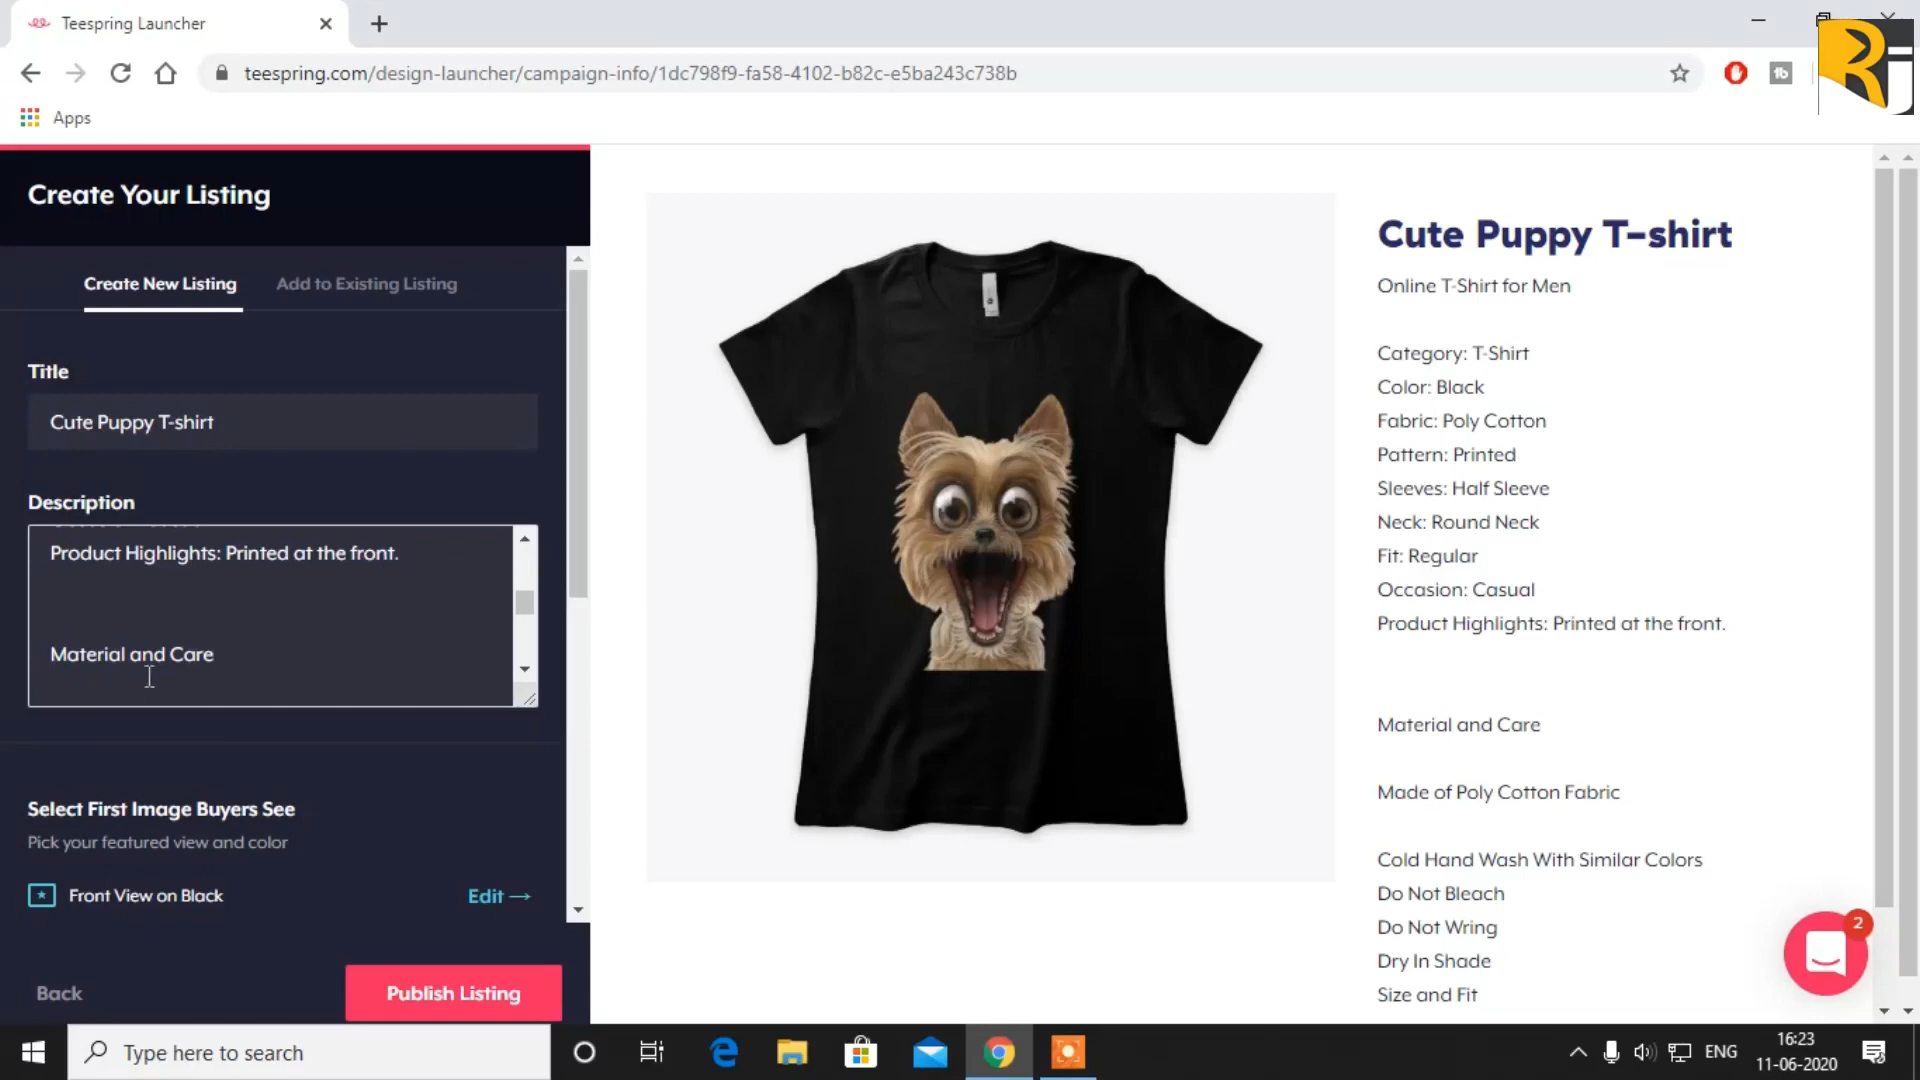 Teespring Launcher
teespring.com/design-launcher/campaign-info/1dc798f9-fa58-4102-b82c-e5ba243c738b
Apps
Rj
Create Your Listing
Create New Listing
Add to Existing Listing
Title
Cute Puppy T-shirt
Description
Product Highlights: Printed at the front.
Material and Care
Select First Image Buyers See
Pick your featured view and color
Front View on Black
Edit →
Back
Publish Listing
Cute Puppy T-shirt
Online T-Shirt for Men
Category: T-Shirt
Color: Black
Fabric: Poly Cotton
Pattern: Printed
Sleeves: Half Sleeve
Neck: Round Neck
Fit: Regular
Occasion: Casual
Product Highlights: Printed at the front.
Material and Care
Made of Poly Cotton Fabric
Cold Hand Wash With Similar Colors
Do Not Bleach
Do Not Wring
Dry In Shade
Size and Fit
2
Type here to search
ENG
16:23
11-06-2020